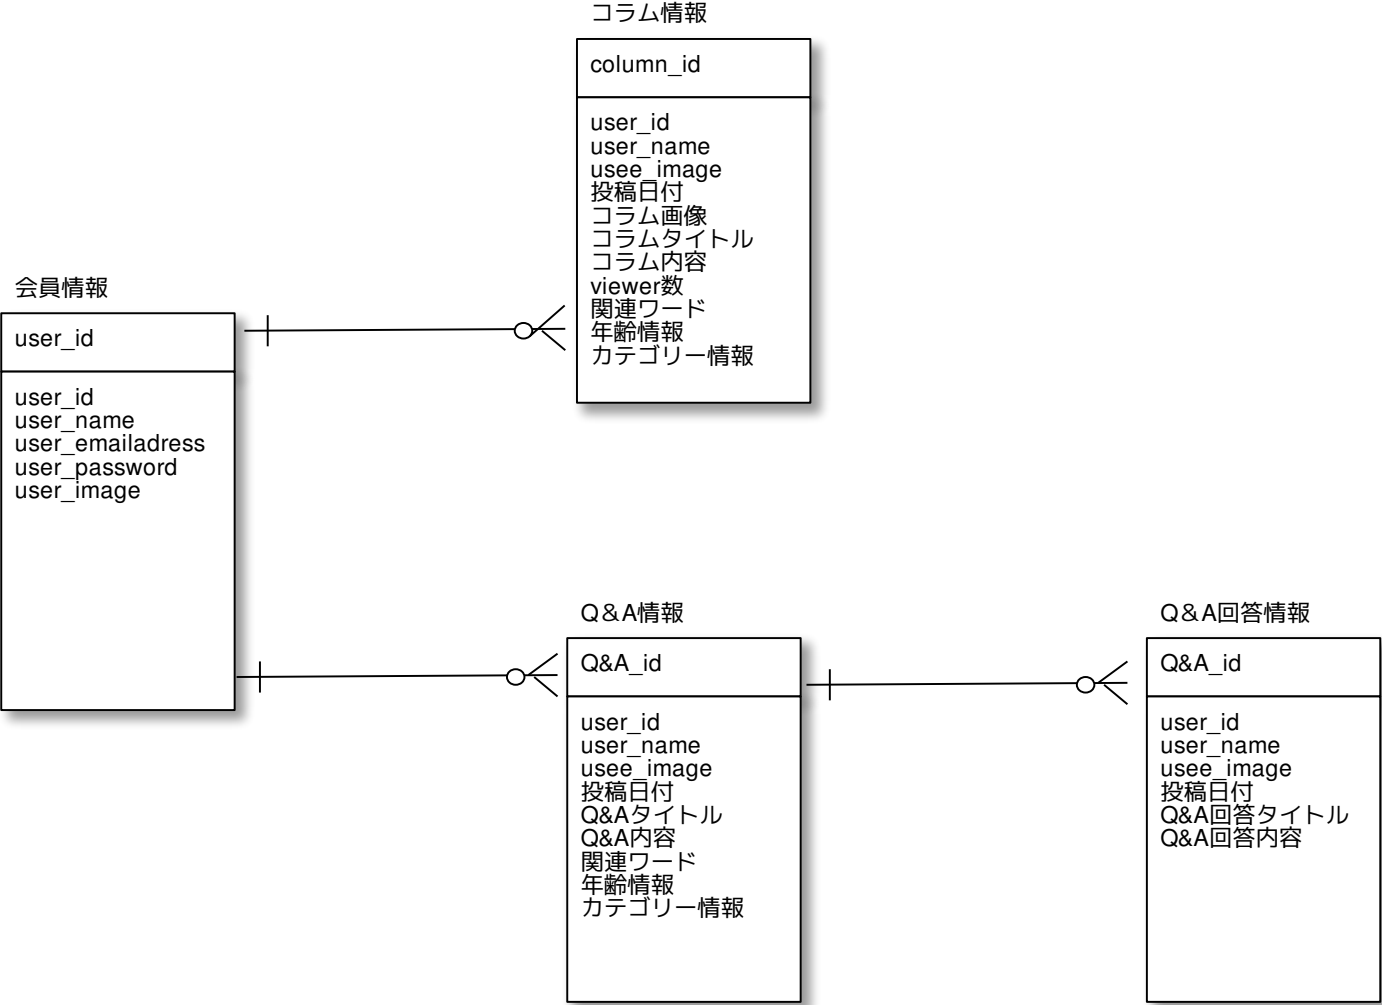 コラム情報
column_id
user_id
user_name
usee_image
投稿日付
コラム画像
コラムタイトル
コラム内容
viewer数
関連ワード
年齢情報
カテゴリー情報
会員情報
user_id
user_id
user_name
user_emailadress
user_password
user_image
Q＆A情報
Q&A_id
user_id
user_name
usee_image
投稿日付
Q&Aタイトル
Q&A内容
関連ワード
年齢情報
カテゴリー情報
Q＆A回答情報
Q&A_id
user_id
user_name
usee_image
投稿日付
Q&A回答タイトル
Q&A回答内容